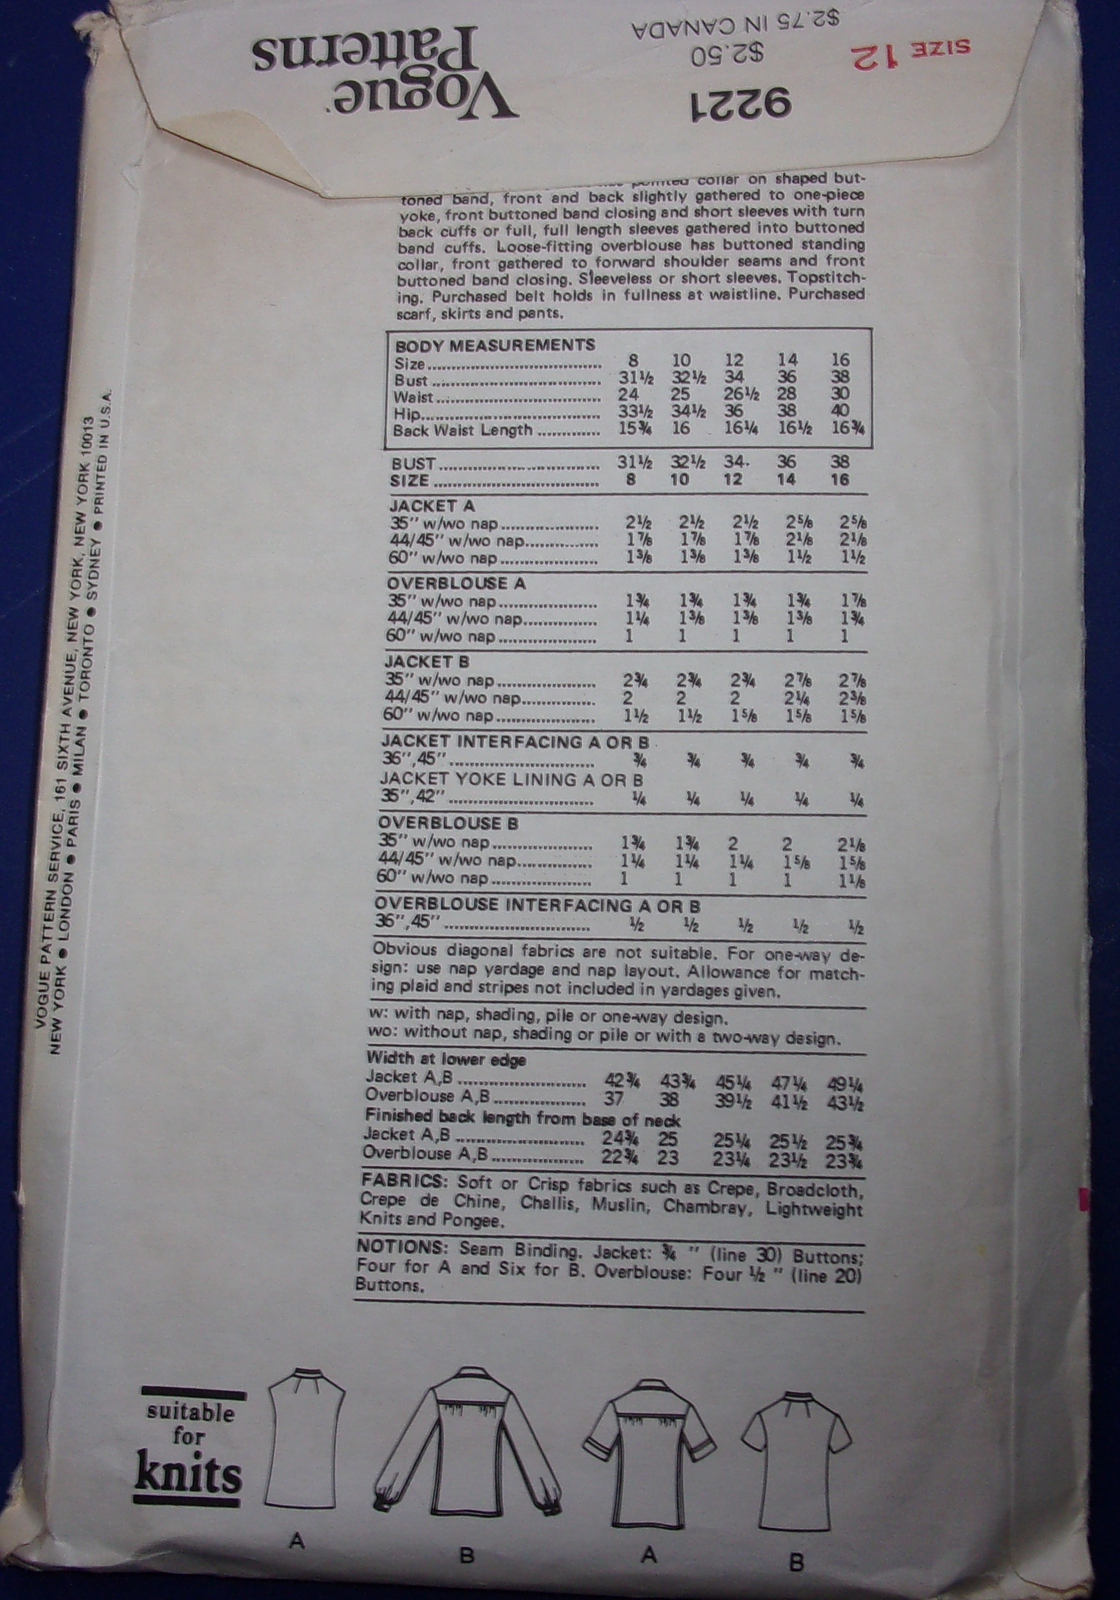 SIZE 12
$2.75 IN CANADA
$2.50
9221
Vogue
Patterns
collar on shaped but-
toned band, front and back slightly gathered to one-piece
yoke, front buttoned band closing and short sleeves with turn
back cuffs or full, full length sleeves gathered into buttoned
band cuffs. Loose-fitting overblouse has buttoned standing
collar, front gathered to forward shoulder seams and front
buttoned band closing. Sleeveless or short sleeves. Topstitch-
ing. Purchased belt holds in fullness at waistline. Purchased
scarf, skirts and pants.
BODY MEASUREMENTS
Size 8 10 12 14 16
Bust 31½ 32½ 34 36 38
Waist 24 25 26½ 28 30
Hip 33½ 34½ 36 38 40
Back Waist Length 15¾ 16 16¼ 16½ 16¾
BUST 31½ 32½ 34 36 38
SIZE 8 10 12 14 16
JACKET A
35" w/wo nap 2½ 2½ 2½ 2⅝ 2⅝
44/45" w/wo nap 1⅞ 1⅞ 1⅞ 2⅛ 2⅛
60" w/wo nap 1⅜ 1⅜ 1⅜ 1½ 1½
OVERBLOUSE A
35" w/wo nap 1¾ 1¾ 1¾ 1¾ 1⅞
44/45" w/wo nap 1¼ 1⅜ 1⅜ 1⅜ 1¾
60" w/wo nap 1 1 1 1 1
JACKET B
35" w/wo nap 2¾ 2¾ 2¾ 2⅞ 2⅞
44/45" w/wo nap 2 2 2 2¼ 2⅜
60" w/wo nap 1½ 1½ 1⅝ 1⅝ 1⅝
JACKET INTERFACING A OR B
36",45" ¾ ¾ ¾ ¾ ¾
JACKET YOKE LINING A OR B
35",42" ¼ ¼ ¼ ¼ ¼
OVERBLOUSE B
35" w/wo nap 1¾ 1¾ 2 2 2⅛
44/45" w/wo nap 1¼ 1¼ 1¼ 1⅝ 1⅝
60" w/wo nap 1 1 1 1 1⅛
OVERBLOUSE INTERFACING A OR B
36",45" ½ ½ ½ ½ ½
Obvious diagonal fabrics are not suitable. For one-way de-
sign: use nap yardage and nap layout. Allowance for match-
ing plaid and stripes not included in yardages given.
w: with nap, shading, pile or one-way design.
wo: without nap, shading or pile or with a two-way design.
Width at lower edge
Jacket A,B 42¾ 43¾ 45¼ 47¼ 49¼
Overblouse A,B 37 38 39½ 41½ 43½
Finished back length from base of neck
Jacket A,B 24¾ 25 25¼ 25½ 25¾
Overblouse A,B 22¾ 23 23¼ 23½ 23¾
FABRICS: Soft or Crisp fabrics such as Crepe, Broadcloth,
Crepe de Chine, Challis, Muslin, Chambray, Lightweight
Knits and Pongee.
NOTIONS: Seam Binding. Jacket: ¾ " (line 30) Buttons;
Four for A and Six for B. Overblouse: Four ½ " (line 20)
Buttons.
VOGUE PATTERN SERVICE, 161 SIXTH AVENUE, NEW YORK, NEW YORK 10013
NEW YORK ● LONDON ● PARIS ● MILAN ● TORONTO ● SYDNEY ● PRINTED IN U.S.A.
suitable
for
knits
A B A B